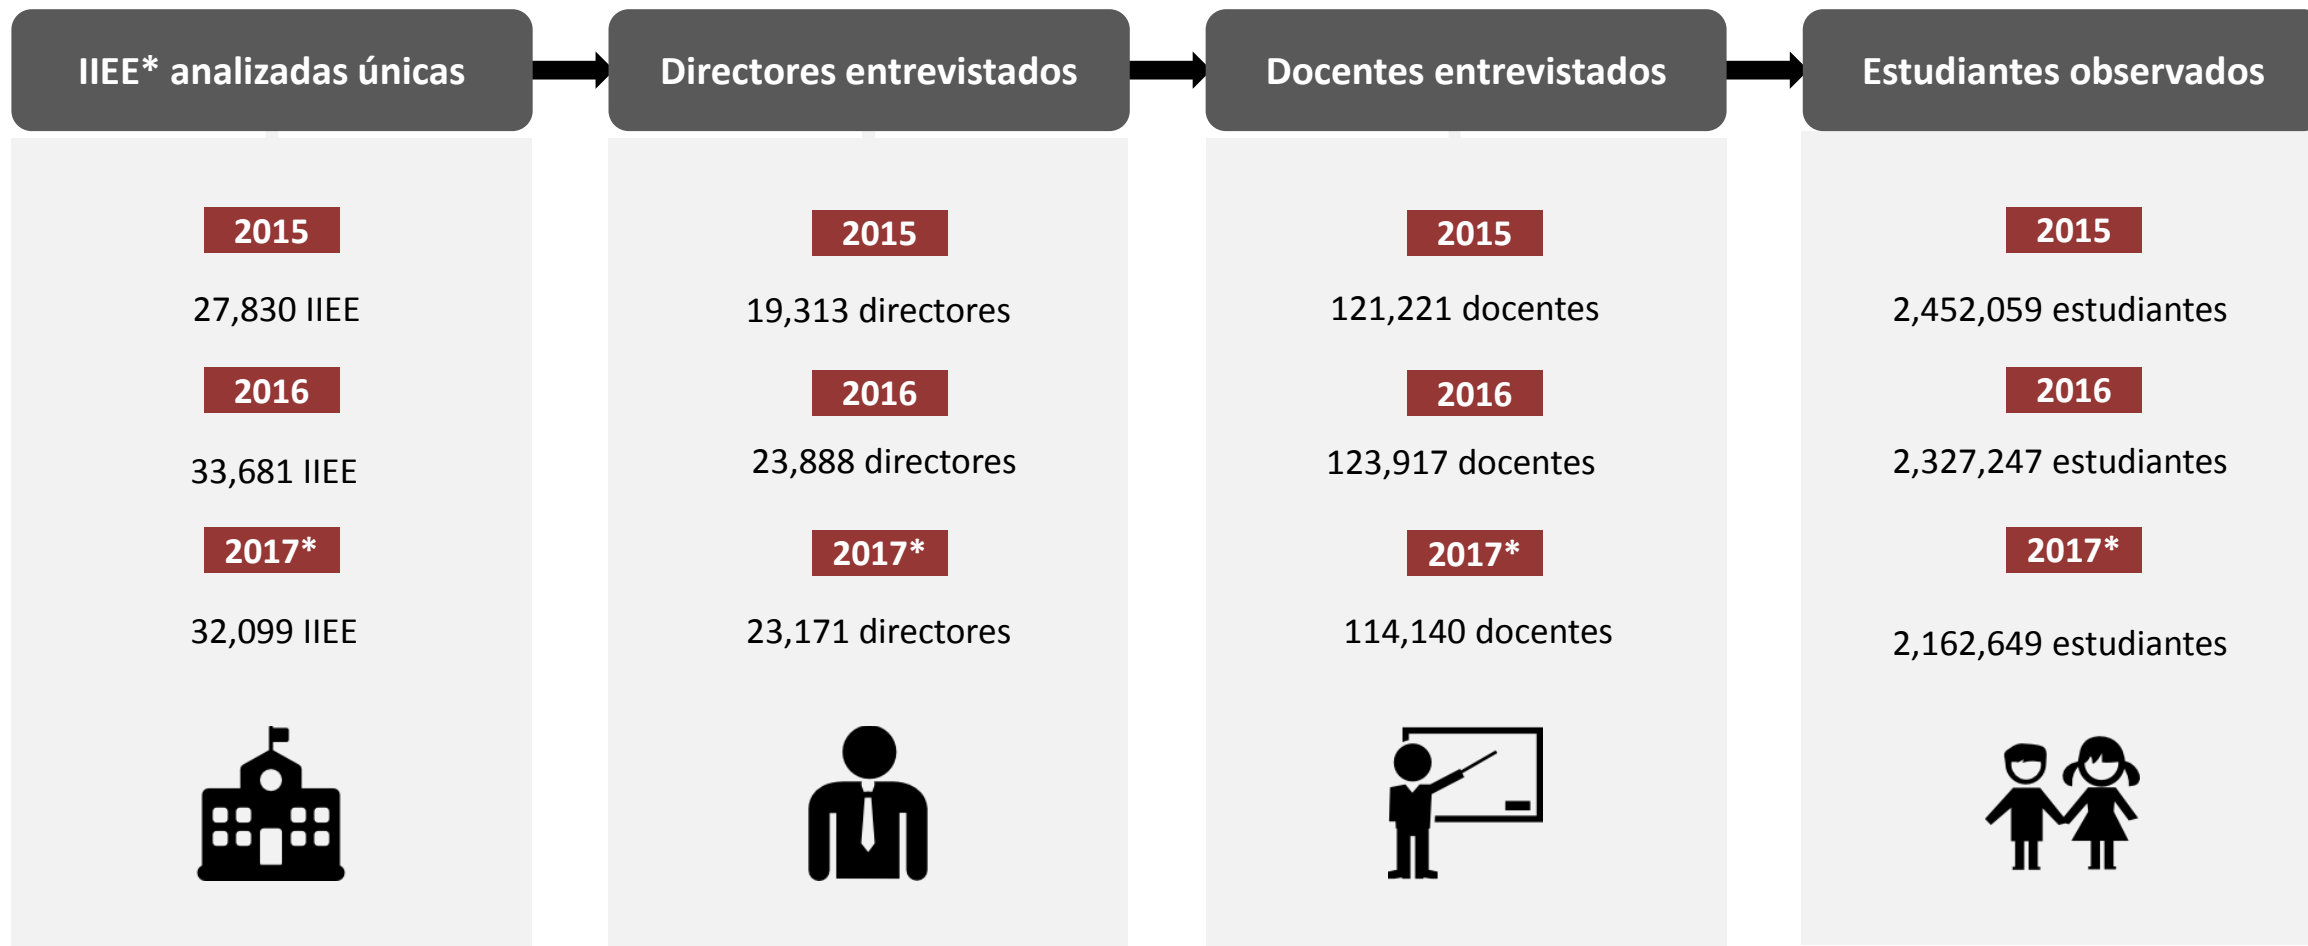 IIEE* analizadas únicas
2015
27,830 IIEE
2016
33,681 IIEE
2017*
32,099 IIEE
Directores entrevistados
2015
19,313 directores
2016
23,888 directores
2017*
23,171 directores
Docentes entrevistados
2015
121,221 docentes
2016
123,917 docentes
2017*
114,140 docentes
Estudiantes observados
2015
2,452,059 estudiantes
2016
2,327,247 estudiantes
2017*
2,162,649 estudiantes